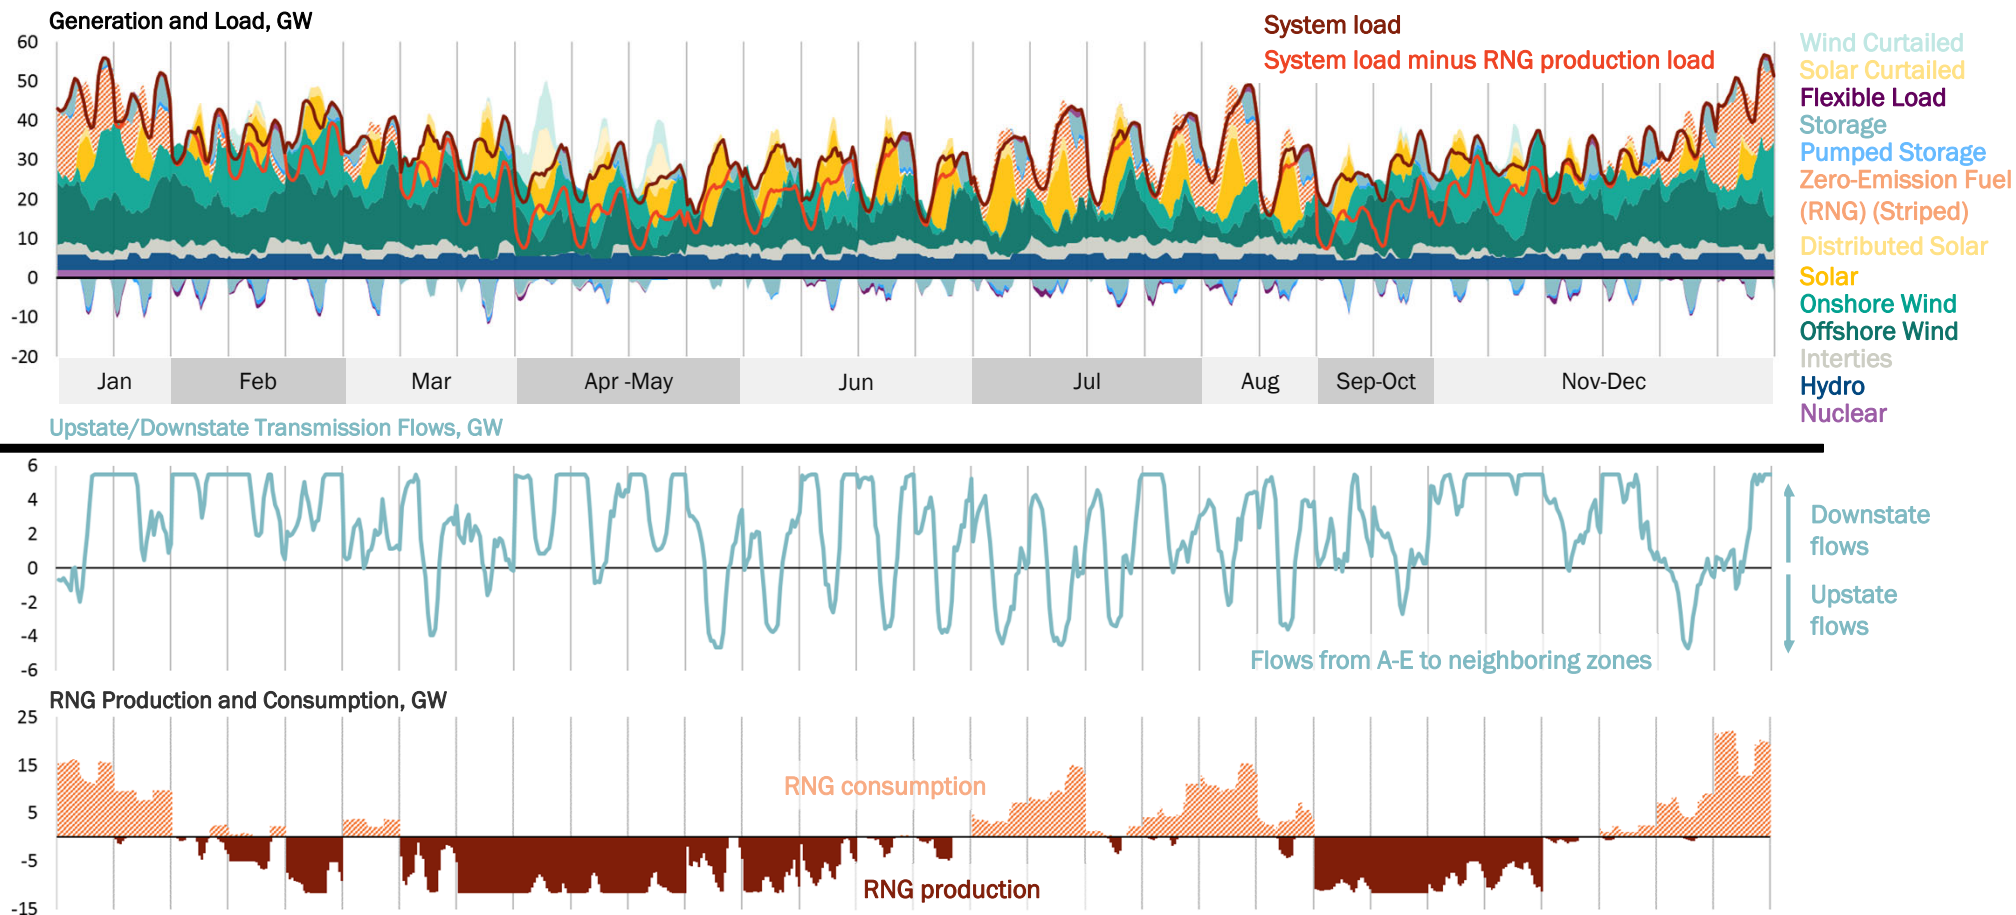 Generation and Load, GW
System load
System load minus RNG production load
60
50
40
30
20
10
0
-10
-20
Wind Curtailed
Solar Curtailed
Flexible Load
Storage
Pumped Storage
Zero-Emission Fuel
(RNG) (Striped)
Distributed Solar
Solar
Onshore Wind
Offshore Wind
Interties
Hydro
Nuclear
Jan Feb Mar Apr -May Jun Jul Aug Sep-Oct Nov-Dec
Upstate/Downstate Transmission Flows, GW
6
4
2
0
-2
-4
-6
Downstate
flows
Upstate
flows
Flows from A-E to neighboring zones
RNG Production and Consumption, GW
25
15
5
-5
-15
RNG consumption
RNG production